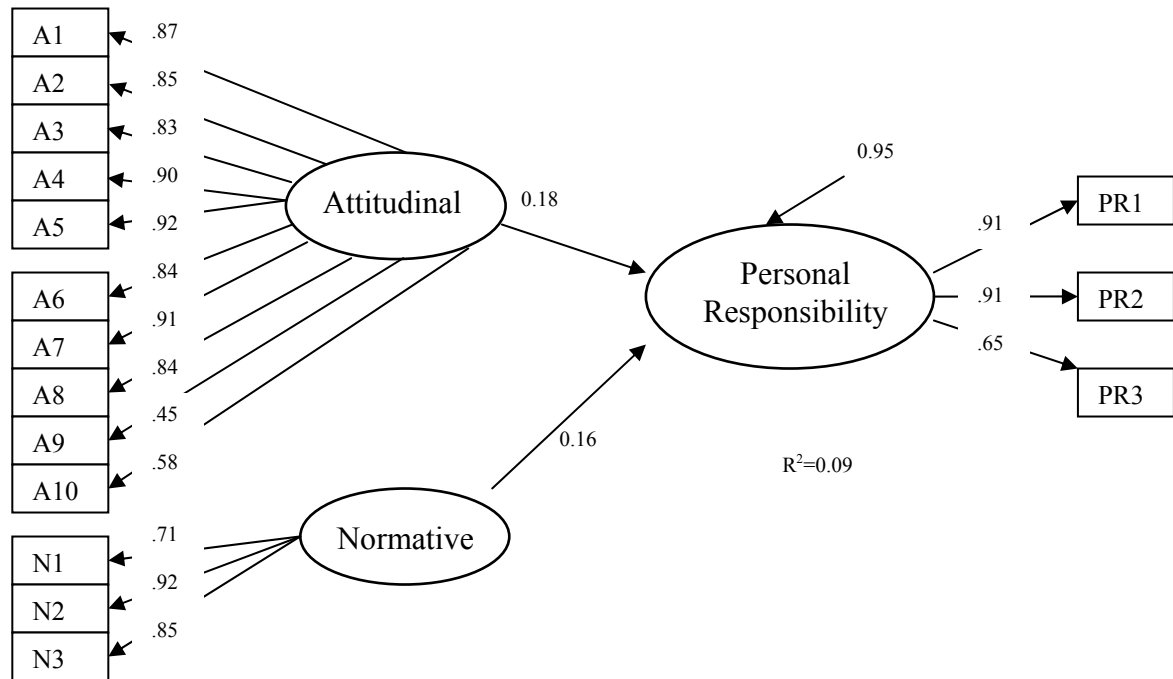 A1
.87
A2
.85
A3
.83
A4
.90
A5
.92
A6
.84
A7
.91
A8
.84
A9
.45
A10
.58
N1
.71
N2
.92
N3
.85
Attitudinal
0.18
Normative
0.16
0.95
Personal
Responsibility
R²=0.09
.91
PR1
.91
PR2
.65
PR3